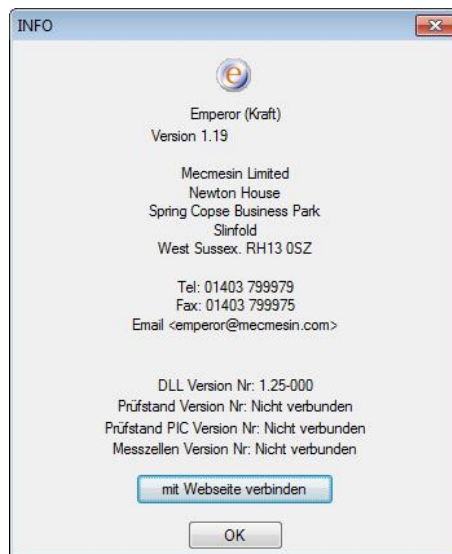 INFO
e
Emperor (Kraft)
Version 1.19
Mecmesin Limited
Newton House
Spring Copse Business Park
Slinfold
West Sussex. RH13 0SZ
Tel: 01403 799979
Fax: 01403 799975
Email <emperor@mecmesin.com>
DLL Version Nr: 1.25-000
Prüfstand Version Nr: Nicht verbunden
Prüfstand PIC Version Nr: Nicht verbunden
Messzellen Version Nr: Nicht verbunden
mit Webseite verbinden
OK